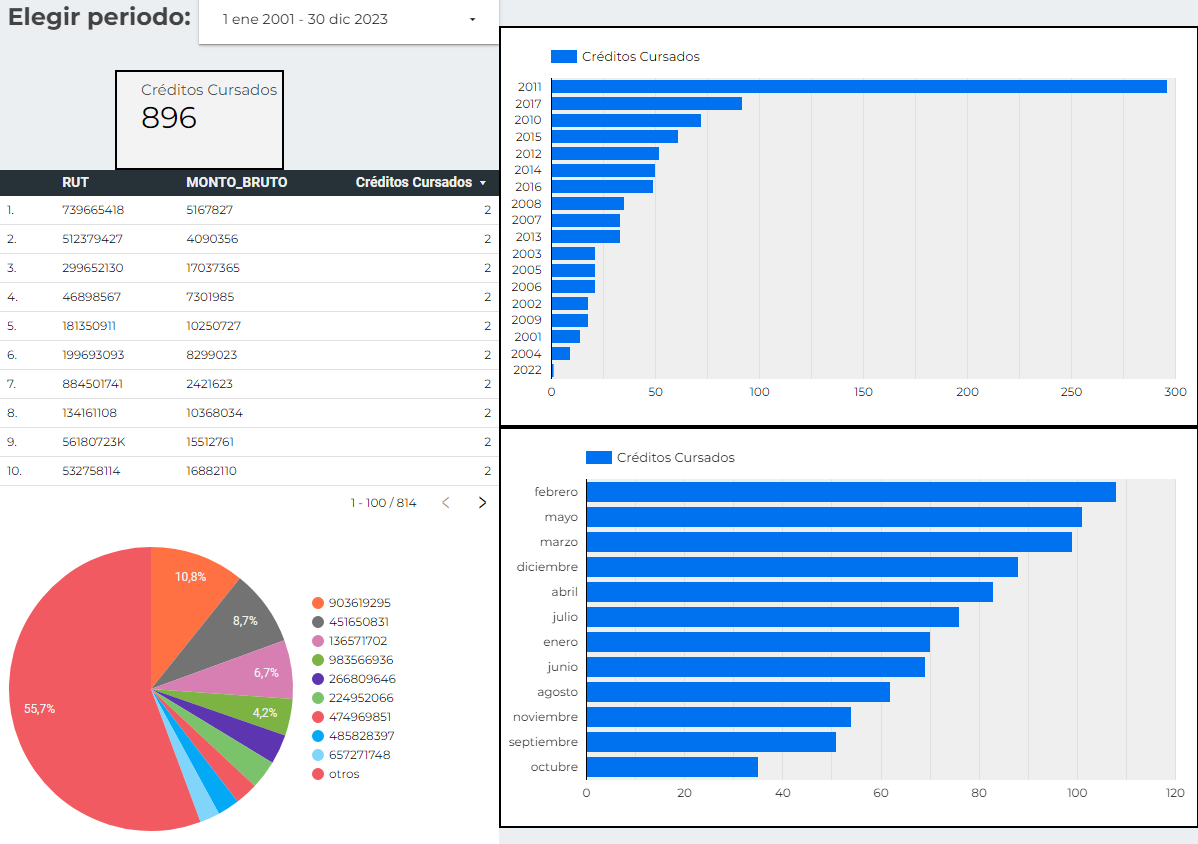 Elegir periodo:
1 ene 2001 - 30 dic 2023
Créditos Cursados
896
RUT MONTO_BRUTO Créditos Cursados
1. 739665418 5167827 2
2. 512379427 4090356 2
3. 299652130 17037365 2
4. 46898567 7301985 2
5. 181350911 10250727 2
6. 199693093 8299023 2
7. 884501741 2421623 2
8. 134161108 10368034 2
9. 56180723K 15512761 2
10. 532758114 16882110 2
1 - 100 / 814
10,8%
8,7%
6,7%
4,2%
55,7%
903619295
451650831
136571702
983566936
266809646
224952066
474969851
485828397
657271748
otros
Créditos Cursados
2011
2017
2010
2015
2012
2014
2016
2008
2007
2013
2003
2005
2006
2002
2009
2001
2004
2022
0 50 100 150 200 250 300
Créditos Cursados
febrero
mayo
marzo
diciembre
abril
julio
enero
junio
agosto
noviembre
septiembre
octubre
0 20 40 60 80 100 120